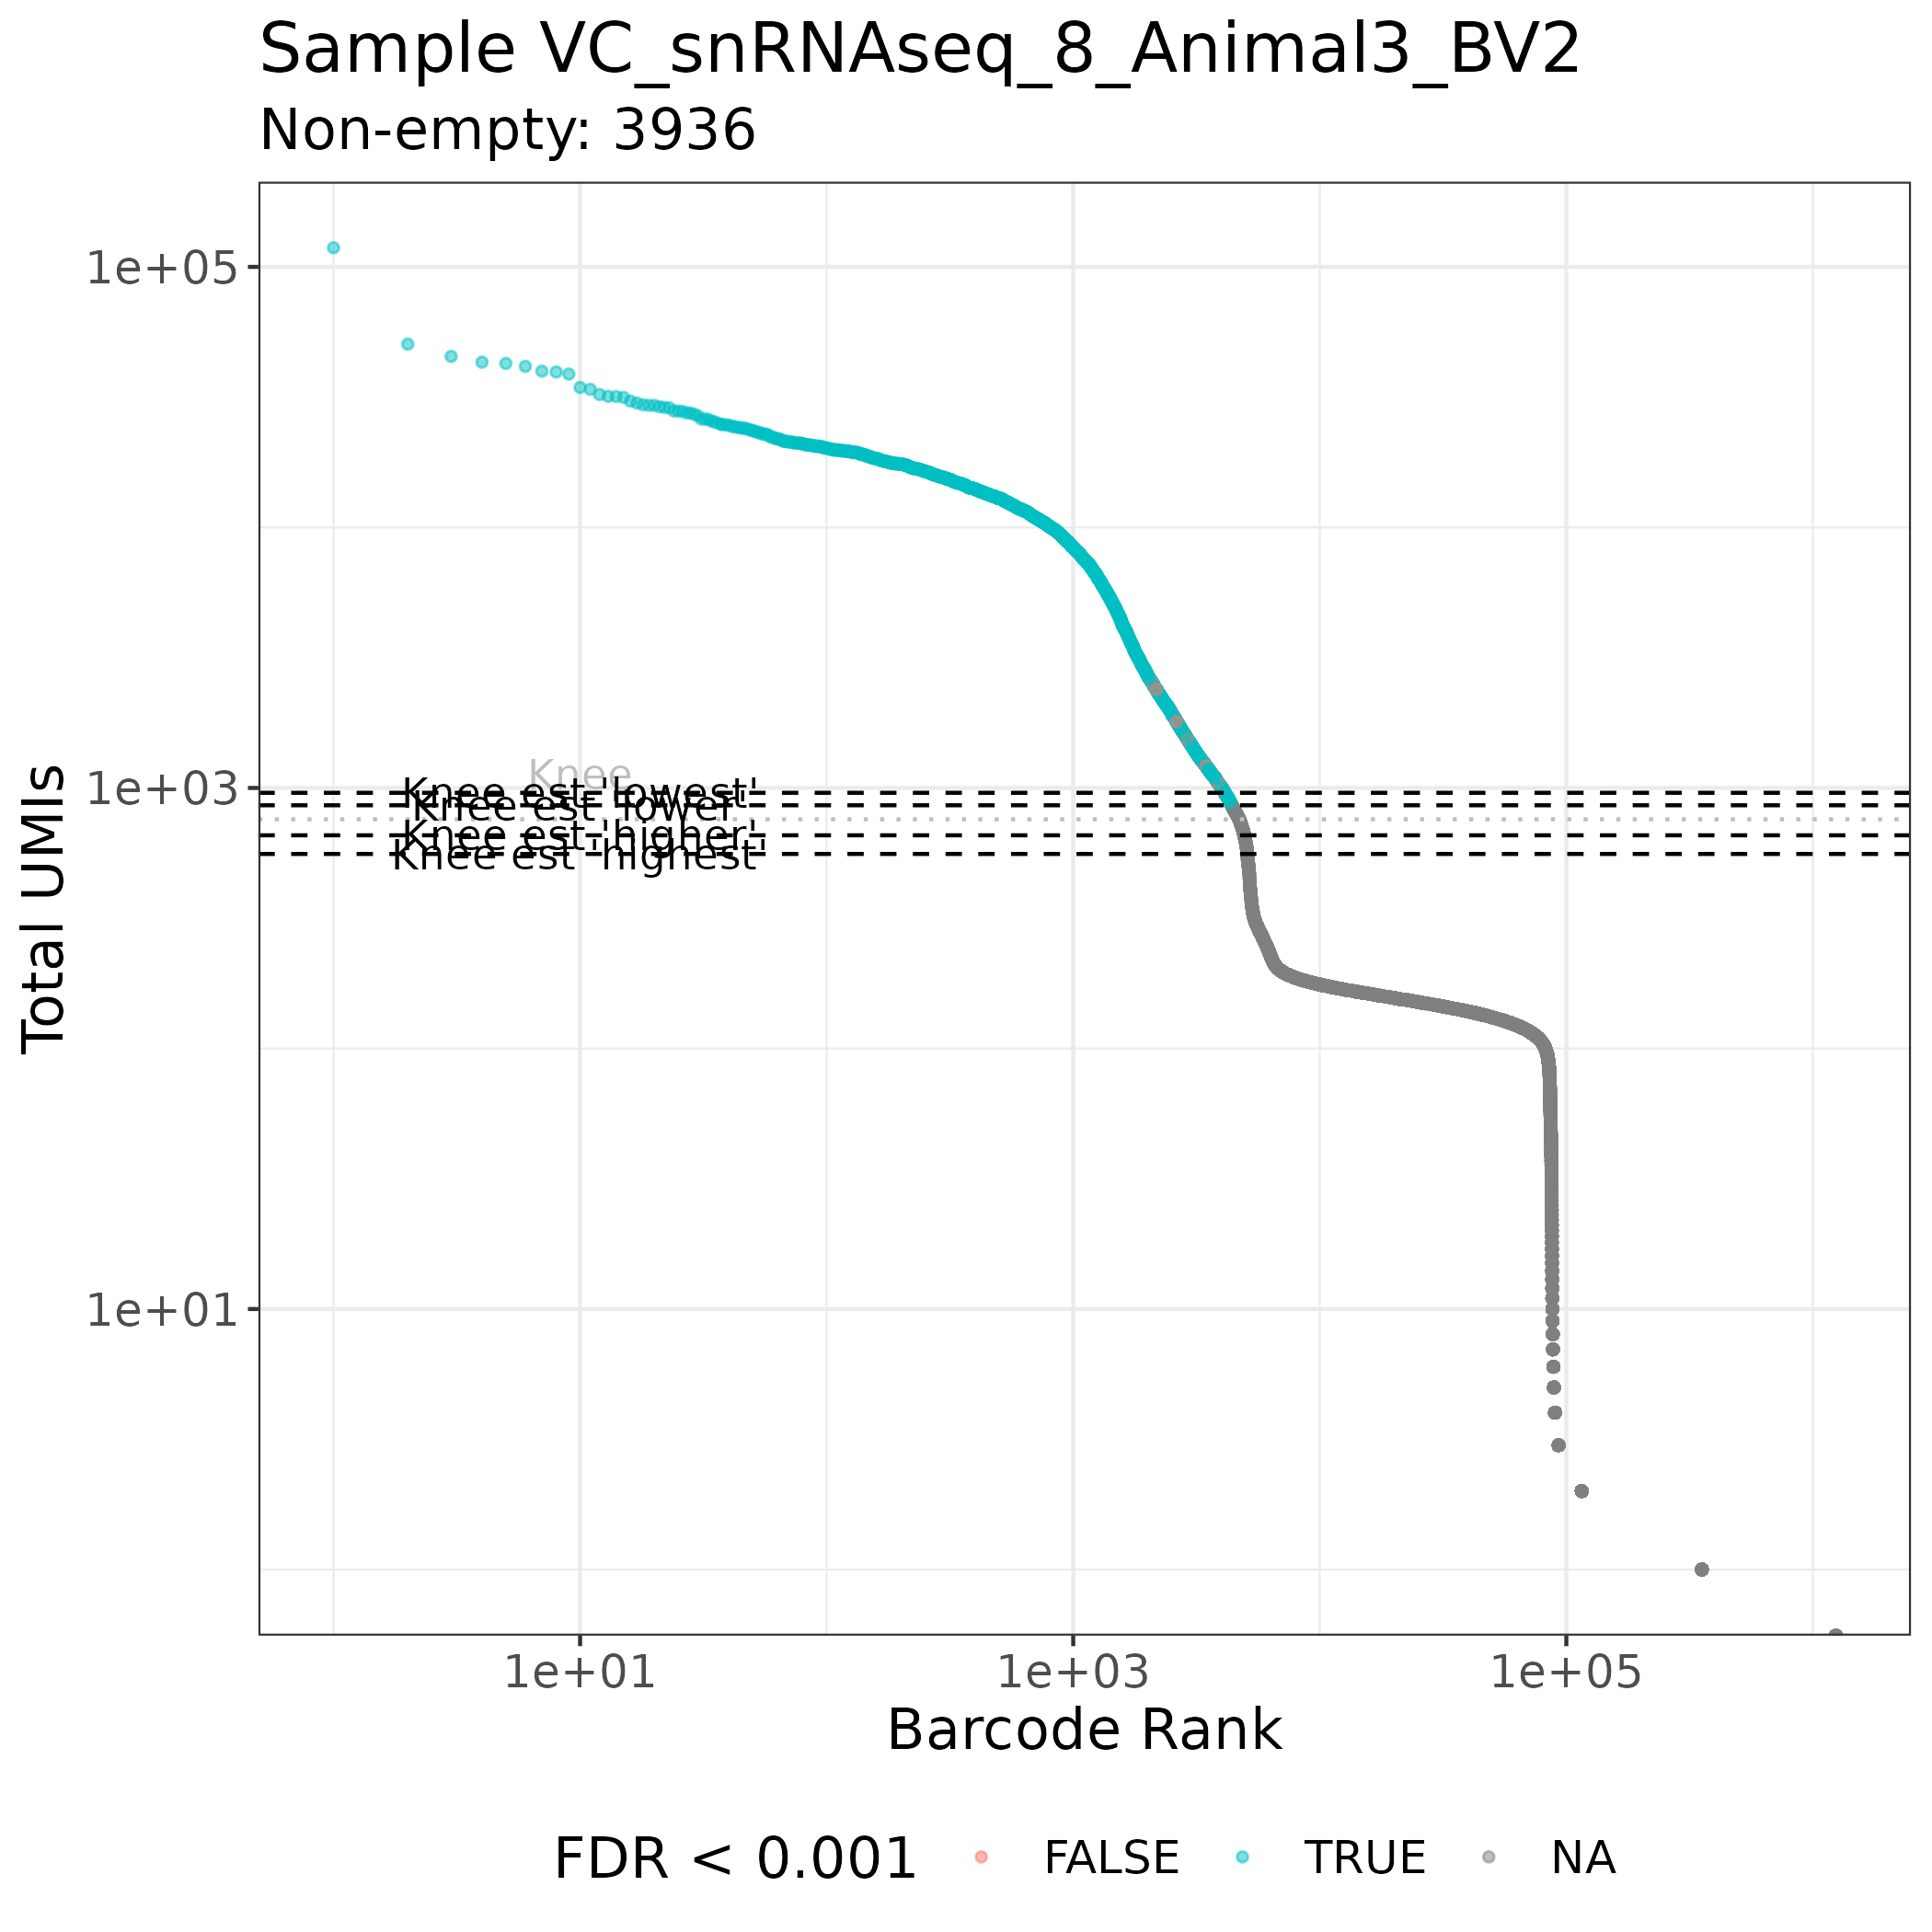 Sample VC_snRNAseq_8_Animal3_BV2
Non-empty: 3936
1e+05
1e+03
1e+01
Total UMIs
Knee
Knee est 'lowest'
Knee est 'lower'
Knee est 'higher'
Knee est 'highest'
1e+01 1e+03 1e+05
Barcode Rank
FDR < 0.001 FALSE TRUE NA